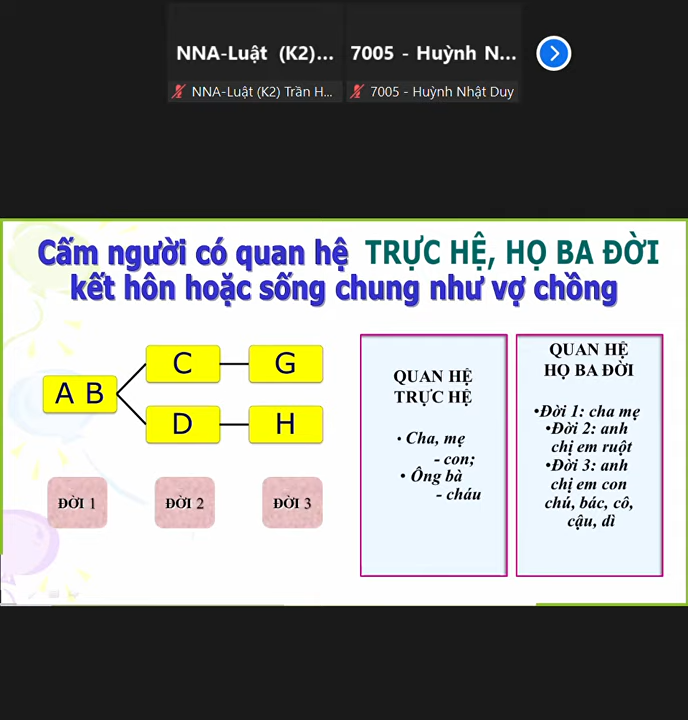 NNA-Luật (K2)...
7005 - Huỳnh N...
NNA-Luật (K2) Trần H...
7005 - Huỳnh Nhật Duy
Cấm người có quan hệ TRỰC HỆ, HỌ BA ĐỜI
kết hôn hoặc sống chung như vợ chồng
A B
C
G
D
H
ĐỜI 1
ĐỜI 2
ĐỜI 3
QUAN HỆ
TRỰC HỆ
• Cha, mẹ
- con;
• Ông bà
- cháu
QUAN HỆ
HỌ BA ĐỜI
•Đời 1: cha mẹ
•Đời 2: anh
chị em ruột
•Đời 3: anh
chị em con
chú, bác, cô,
cậu, dì